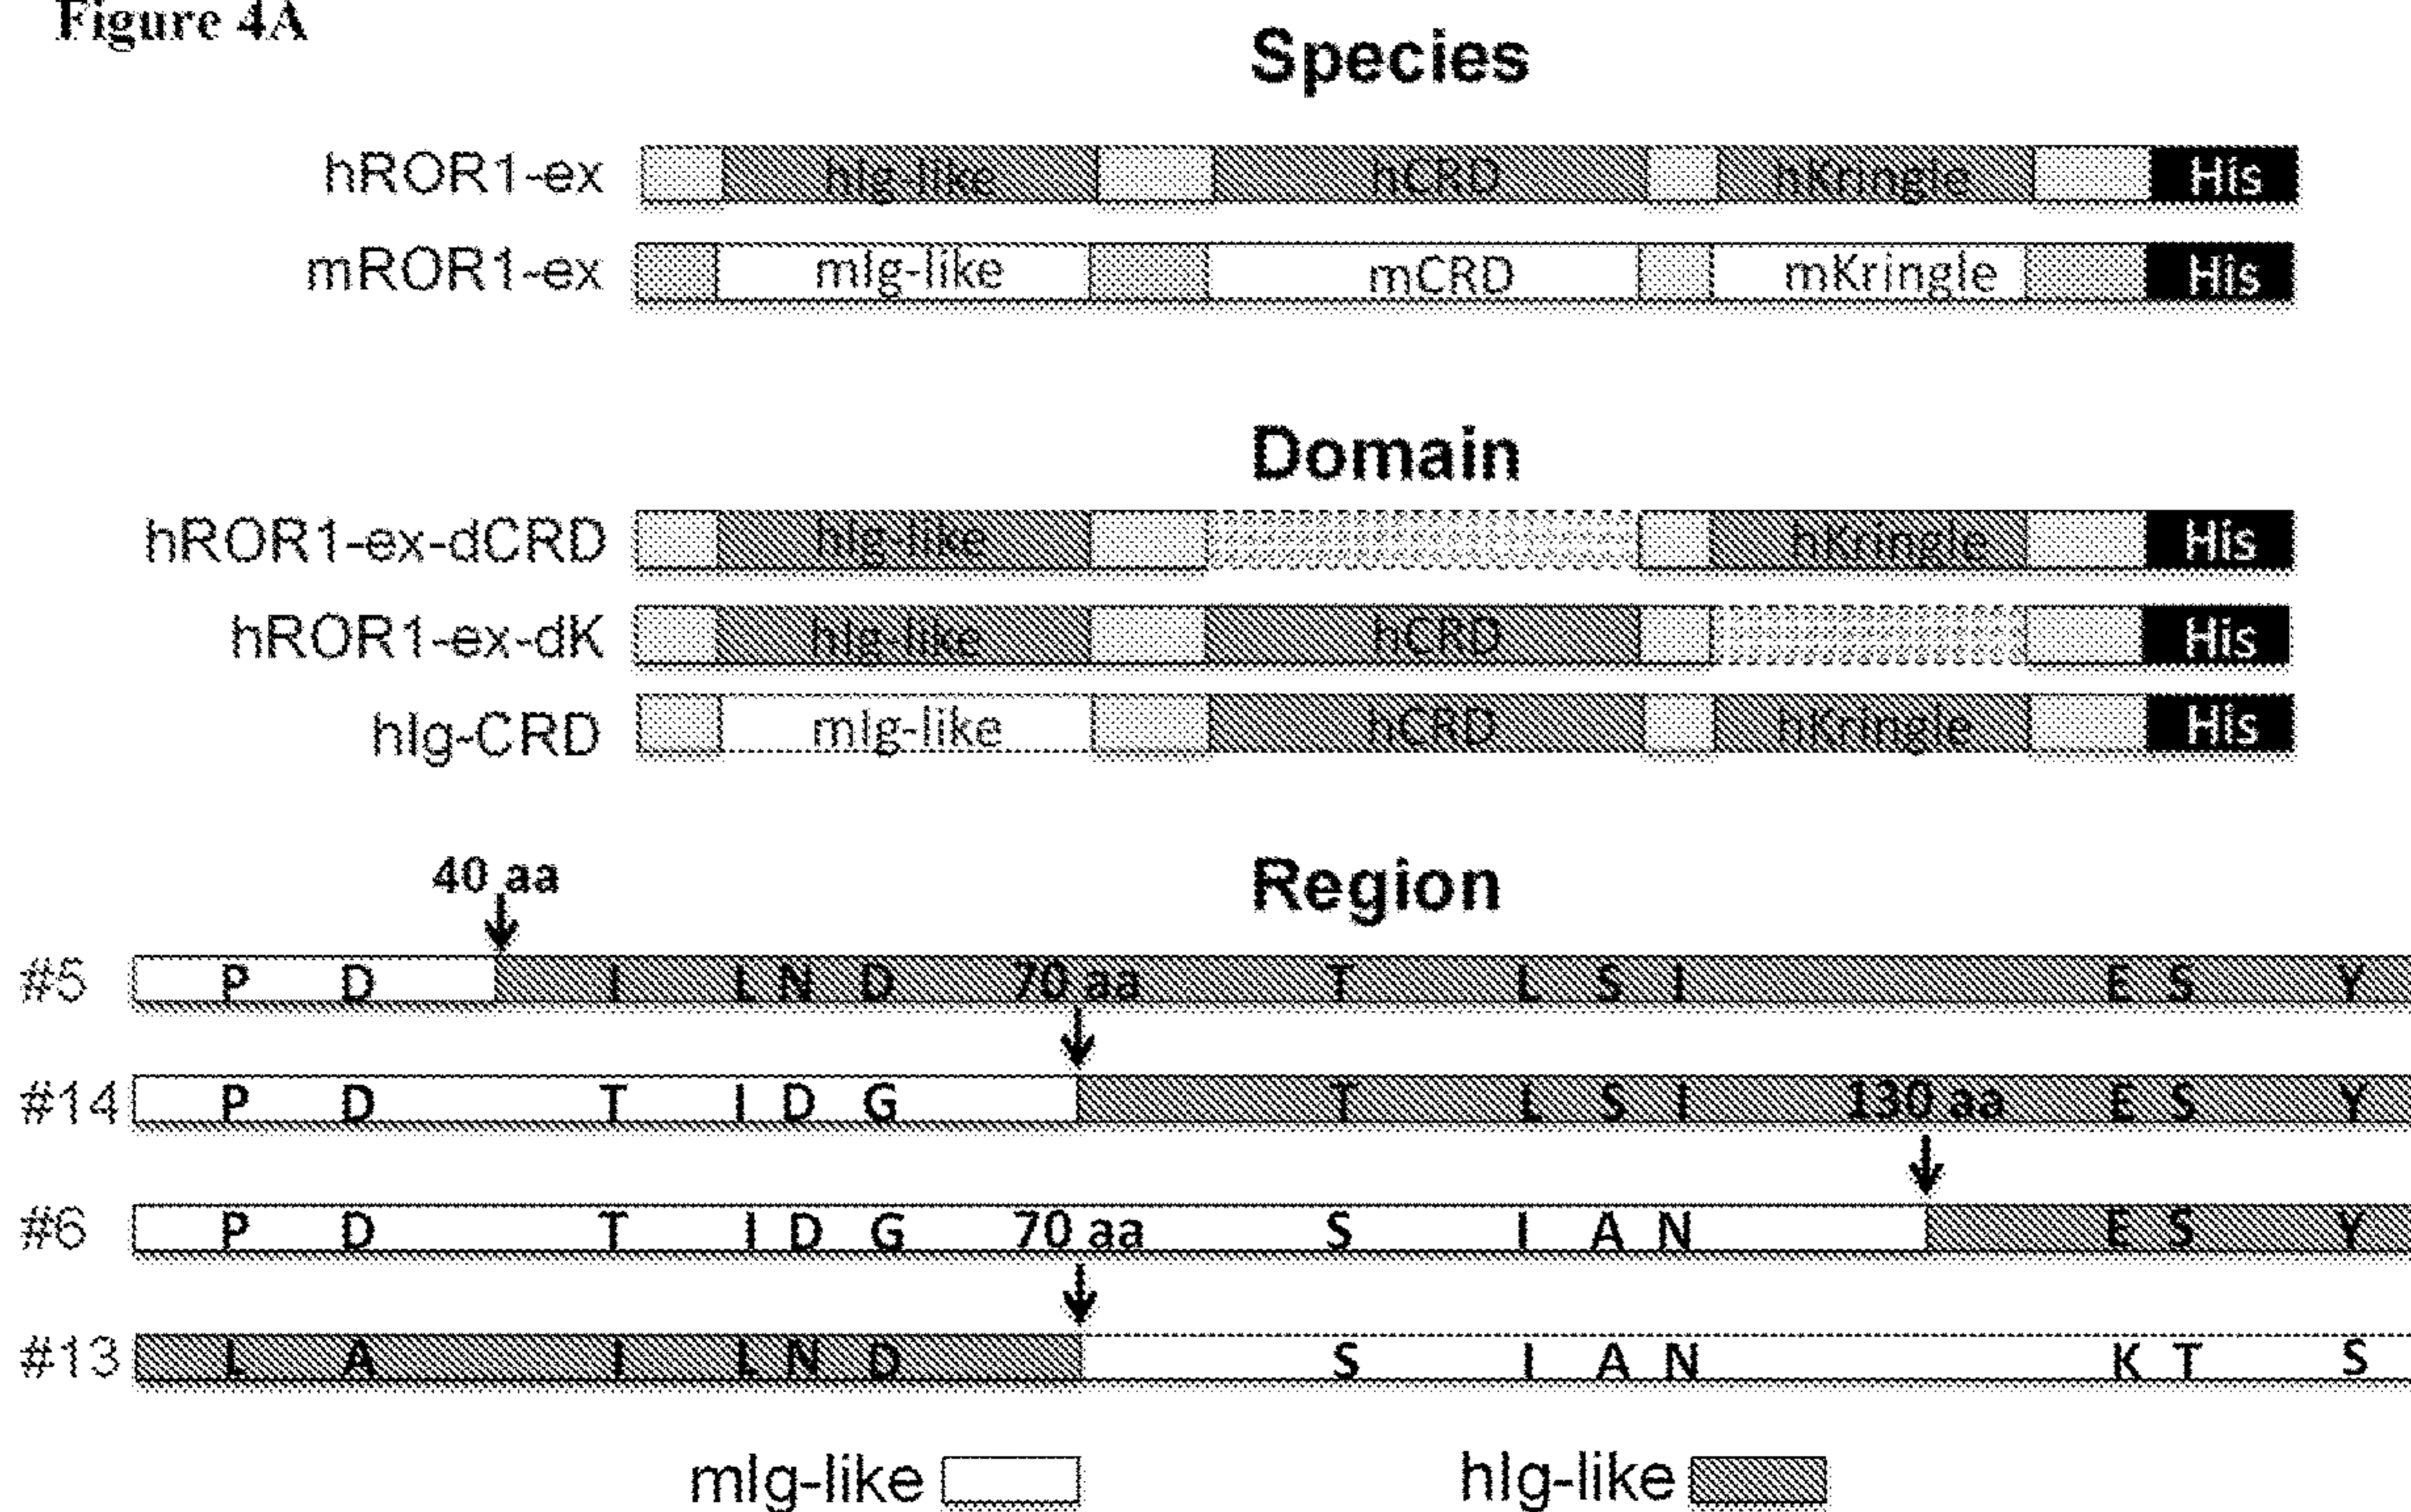 Figure 4A
Species
hROR1-ex hIg-like hCRD hKringle His
mROR1-ex mIg-like mCRD mKringle His
Domain
hROR1-ex-dCRD hIg-like hKringle His
hROR1-ex-dK hIg-like hCRD His
hIg-CRD mIg-like hCRD hKringle His
40 aa Region
#5 P D I L N D 70 aa T L S I E S Y
#14 P D T I D G T L S I 130 aa E S Y
#6 P D T I D G 70 aa S I A N E S Y
#13 L A I L N D S I A N K T S
mIg-like hIg-like